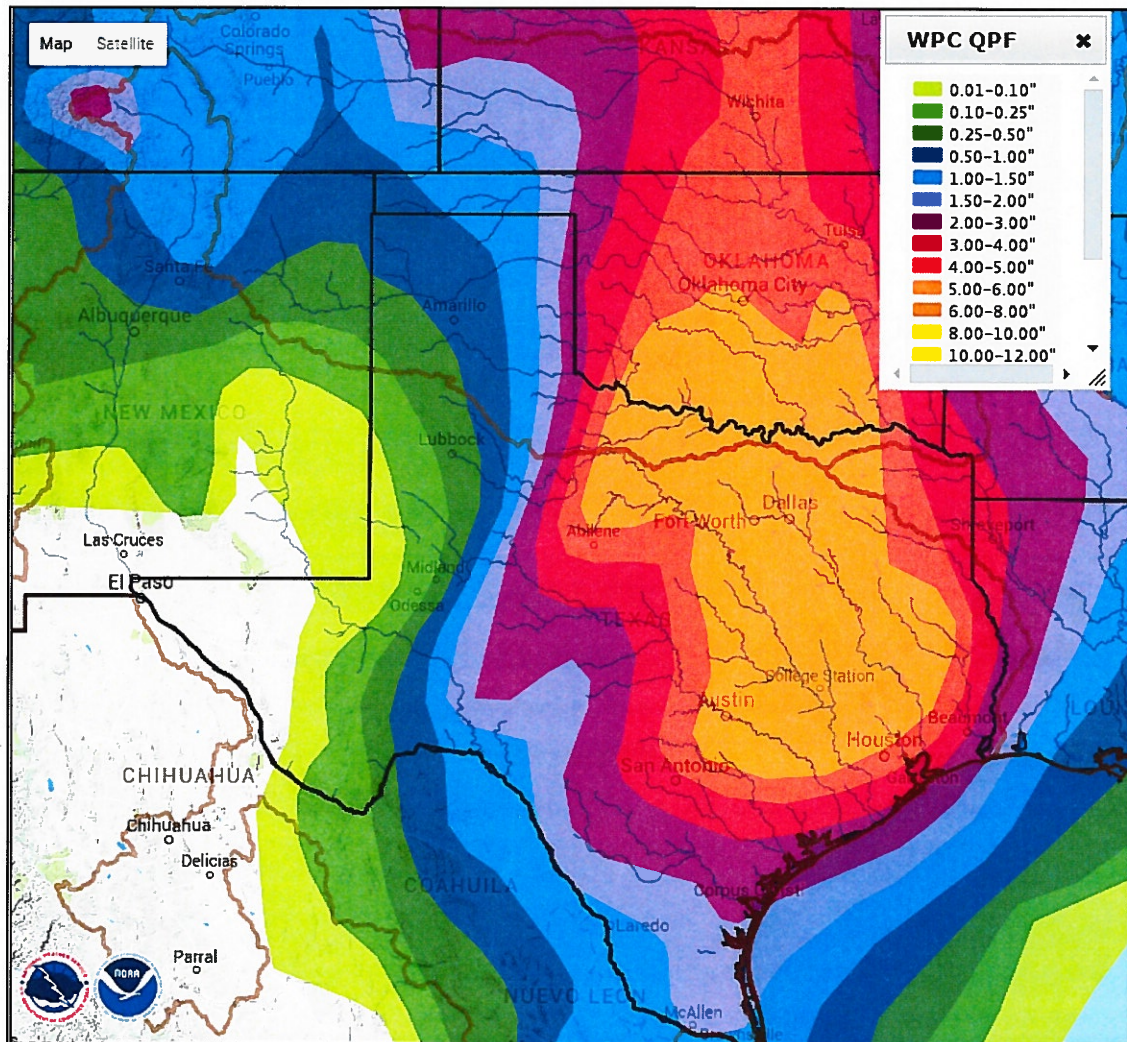 Map Satellite
WPC QPF
0.01-0.10"
0.10-0.25"
0.25-0.50"
0.50-1.00"
1.00-1.50"
1.50-2.00"
2.00-3.00"
3.00-4.00"
4.00-5.00"
5.00-6.00"
6.00-8.00"
8.00-10.00"
10.00-12.00"
Colorado
Springs
Pueblo
KANSAS
Wichita
Tulsa
OKLAHOMA
Oklahoma City
Santa Fe
Amarillo
Albuquerque
NEW MEXICO
Lubbock
Dallas
Fort Worth
Abilene
Shreveport
Las Cruces
El Paso
Midland
Odessa
TEXAS
College Station
Austin
Beaumont
LOUI
Houston
San Antonio
Galveston
CHIHUAHUA
Chihuahua
Delicias
COAHUILA
Corpus Christi
Laredo
Parral
NUEVO LEON
McAllen
NOAA